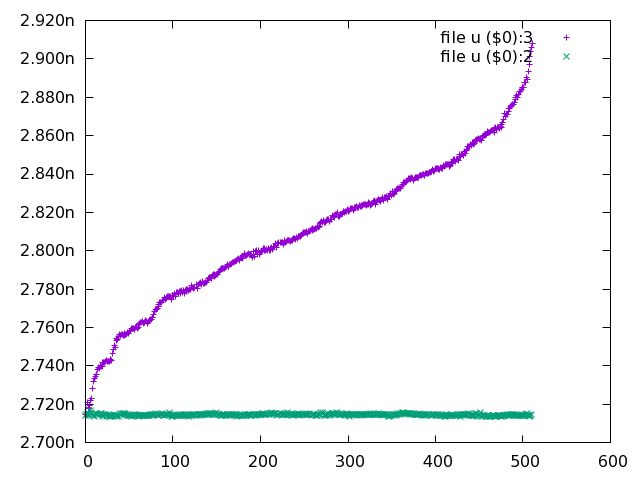 2.920n
2.900n
2.880n
2.860n
2.840n
2.820n
2.800n
2.780n
2.760n
2.740n
2.720n
2.700n
0 100 200 300 400 500 600
file u ($0):3
file u ($0):2